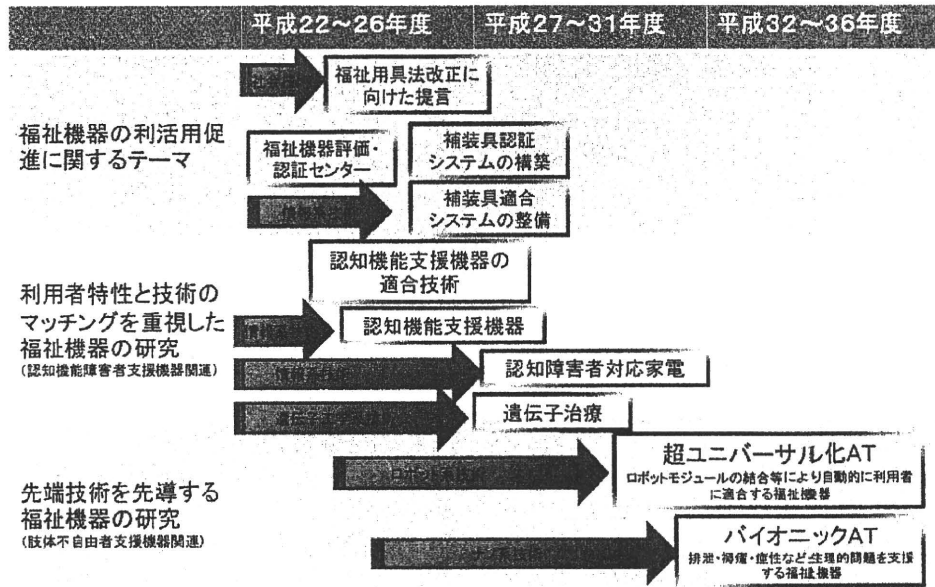 平成22～26年度 平成27～31年度 平成32～36年度
福祉機器の利活用促
進に関するテーマ
福祉用具法改正に
向けた提言
福祉機器評価・
認証センター
補装具認証
システムの構築
補装具適合
システムの整備
利用者特性と技術の
マッチングを重視した
福祉機器の研究
(認知機能障害者支援機器関連)
認知機能支援機器の
適合技術
認知機能支援機器
認知障害者対応家電
遺伝子治療
先端技術を先導する
福祉機器の研究
(肢体不自由者支援機器関連)
超ユニバーサル化AT
ロボットモジュールの結合等により自動的に利用者
に適合する福祉機器
バイオニックAT
排泄・褥瘡・痙性など生理的問題を支援
する福祉機器